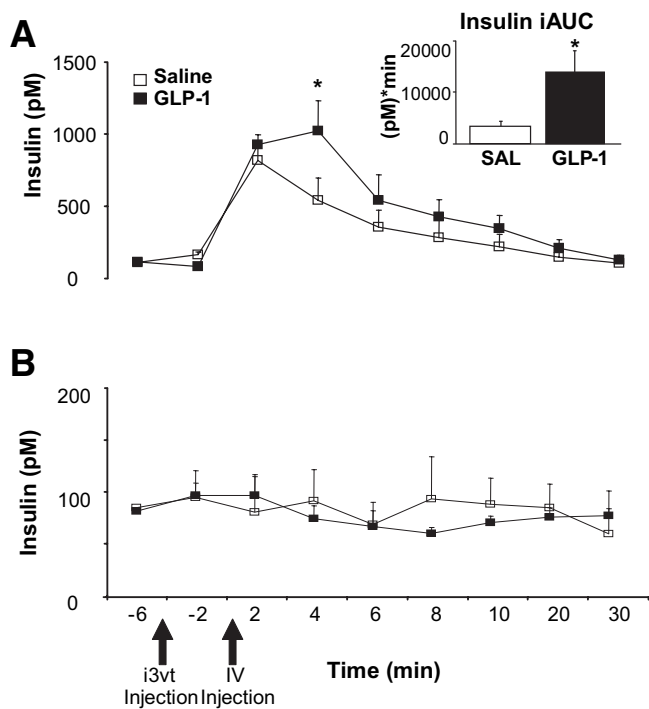 A
Insulin iAUC
20000
10000
0
(pM)*min
*
SAL GLP-1
1500
1000
500
0
Insulin (pM)
Saline
GLP-1
*
B
200
100
0
Insulin (pM)
-6 -2 2 4 6 8 10 20 30
Time (min)
i3vt IV
Injection Injection